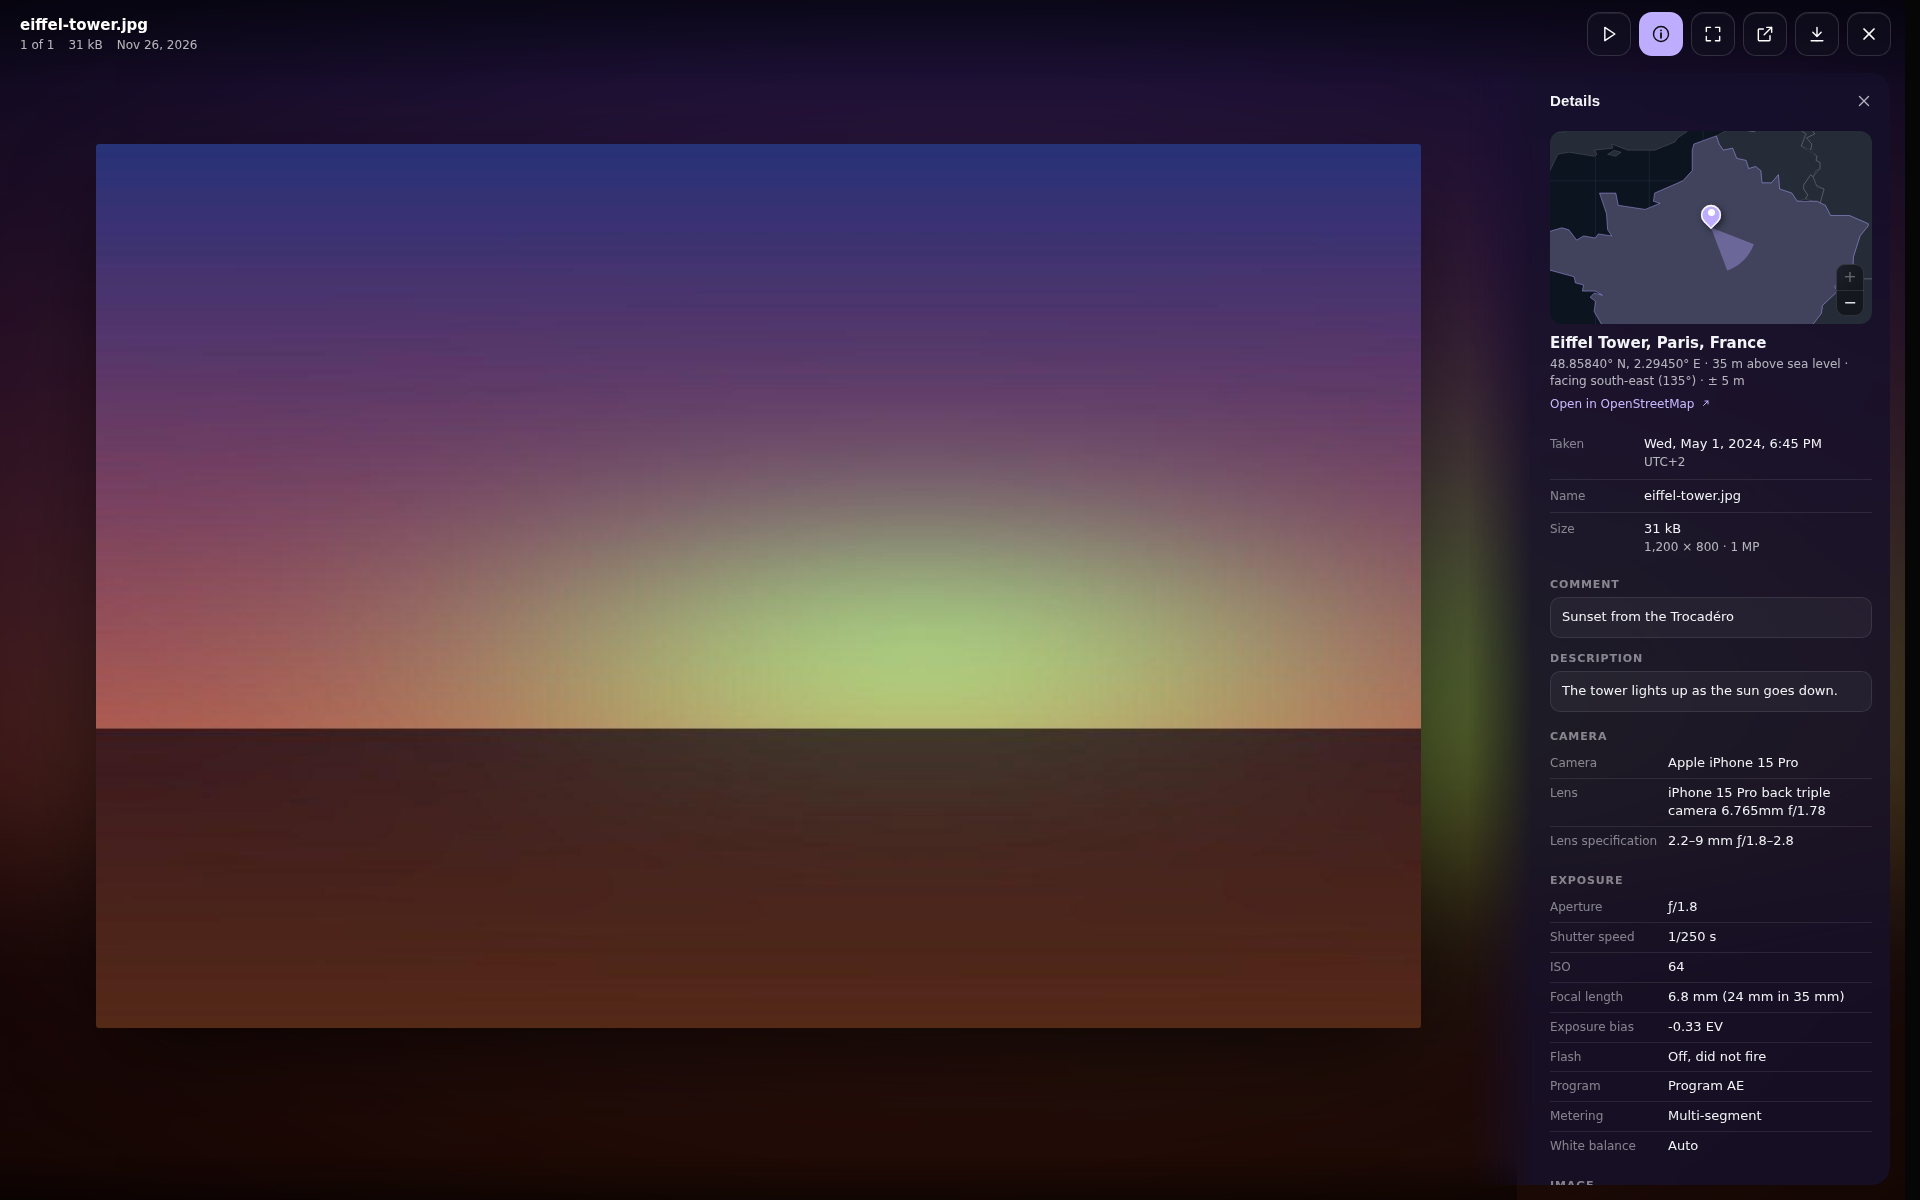 eiffel-tower.jpg
1 of 1 31 kB Nov 26, 2026
Details
+
−
Eiffel Tower, Paris, France
48.85840° N, 2.29450° E · 35 m above sea level ·
facing south-east (135°) · ± 5 m
Open in OpenStreetMap ↗
Taken Wed, May 1, 2024, 6:45 PM
UTC+2
Name eiffel-tower.jpg
Size 31 kB
1,200 × 800 · 1 MP
COMMENT
Sunset from the Trocadéro
DESCRIPTION
The tower lights up as the sun goes down.
CAMERA
Camera Apple iPhone 15 Pro
Lens iPhone 15 Pro back triple
camera 6.765mm f/1.78
Lens specification 2.2–9 mm ƒ/1.8–2.8
EXPOSURE
Aperture ƒ/1.8
Shutter speed 1/250 s
ISO 64
Focal length 6.8 mm (24 mm in 35 mm)
Exposure bias -0.33 EV
Flash Off, did not fire
Program Program AE
Metering Multi-segment
White balance Auto
IMAGE